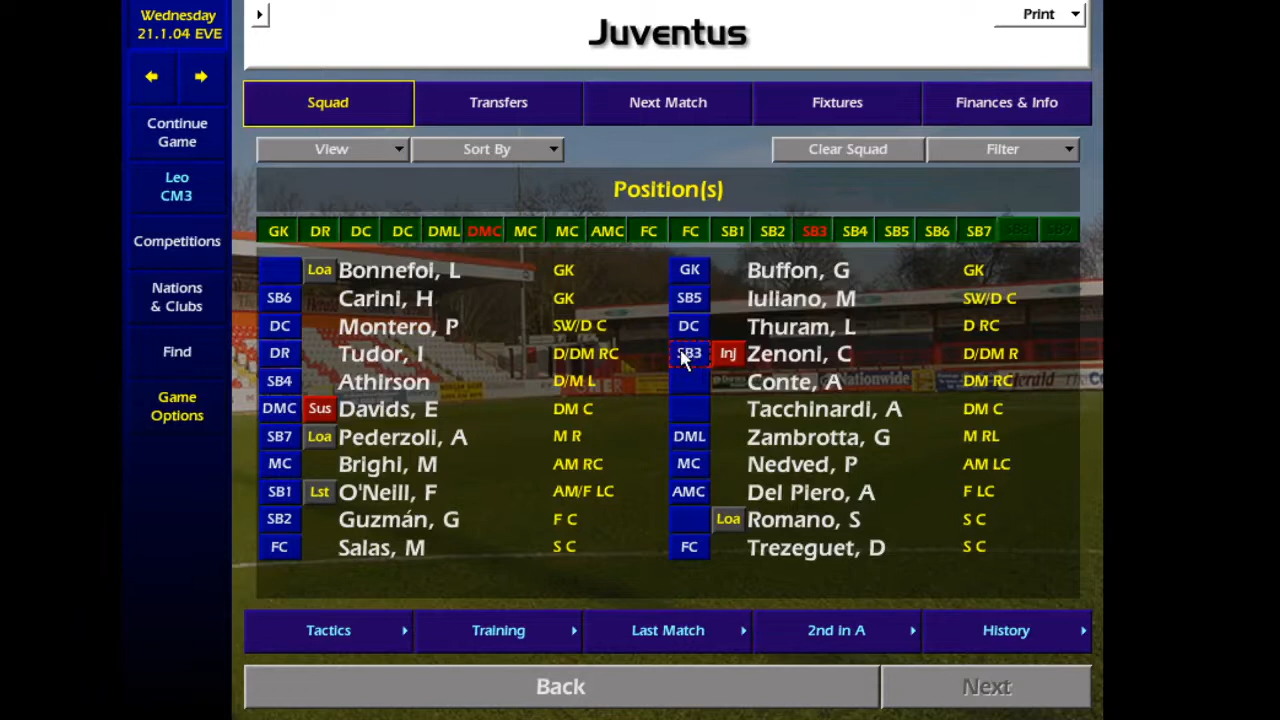 Wednesday
21.1.04 EVE
Continue
Game
Leo
CM3
Competitions
Nations
& Clubs
Find
Game
Options
Juventus
Print
Squad Transfers Next Match Fixtures Finances & Info
View Sort By Clear Squad Filter
Position(s)
GK DR DC DC DML DMC MC MC AMC FC FC SB1 SB2 SB3 SB4 SB5 SB6 SB7 SB8 SB9
Loa Bonnefoi, L GK GK Buffon, G GK
SB6 Carini, H GK SB5 Iuliano, M SW/D C
DC Montero, P SW/D C DC Thuram, L D RC
DR Tudor, I D/DM RC SB3 Inj Zenoni, C D/DM R
SB4 Athirson D/M L Conte, A DM RC
DMC Sus Davids, E DM C Tacchinardi, A DM C
SB7 Loa Pederzoli, A M R DML Zambrotta, G M RL
MC Brighi, M AM RC MC Nedved, P AM LC
SB1 Lst O'Neill, F AM/F LC AMC Del Piero, A F LC
SB2 Guzmán, G F C Loa Romano, S S C
FC Salas, M S C FC Trezeguet, D S C
Tactics Training Last Match 2nd in A History
Back Next
Nationwide
Herald